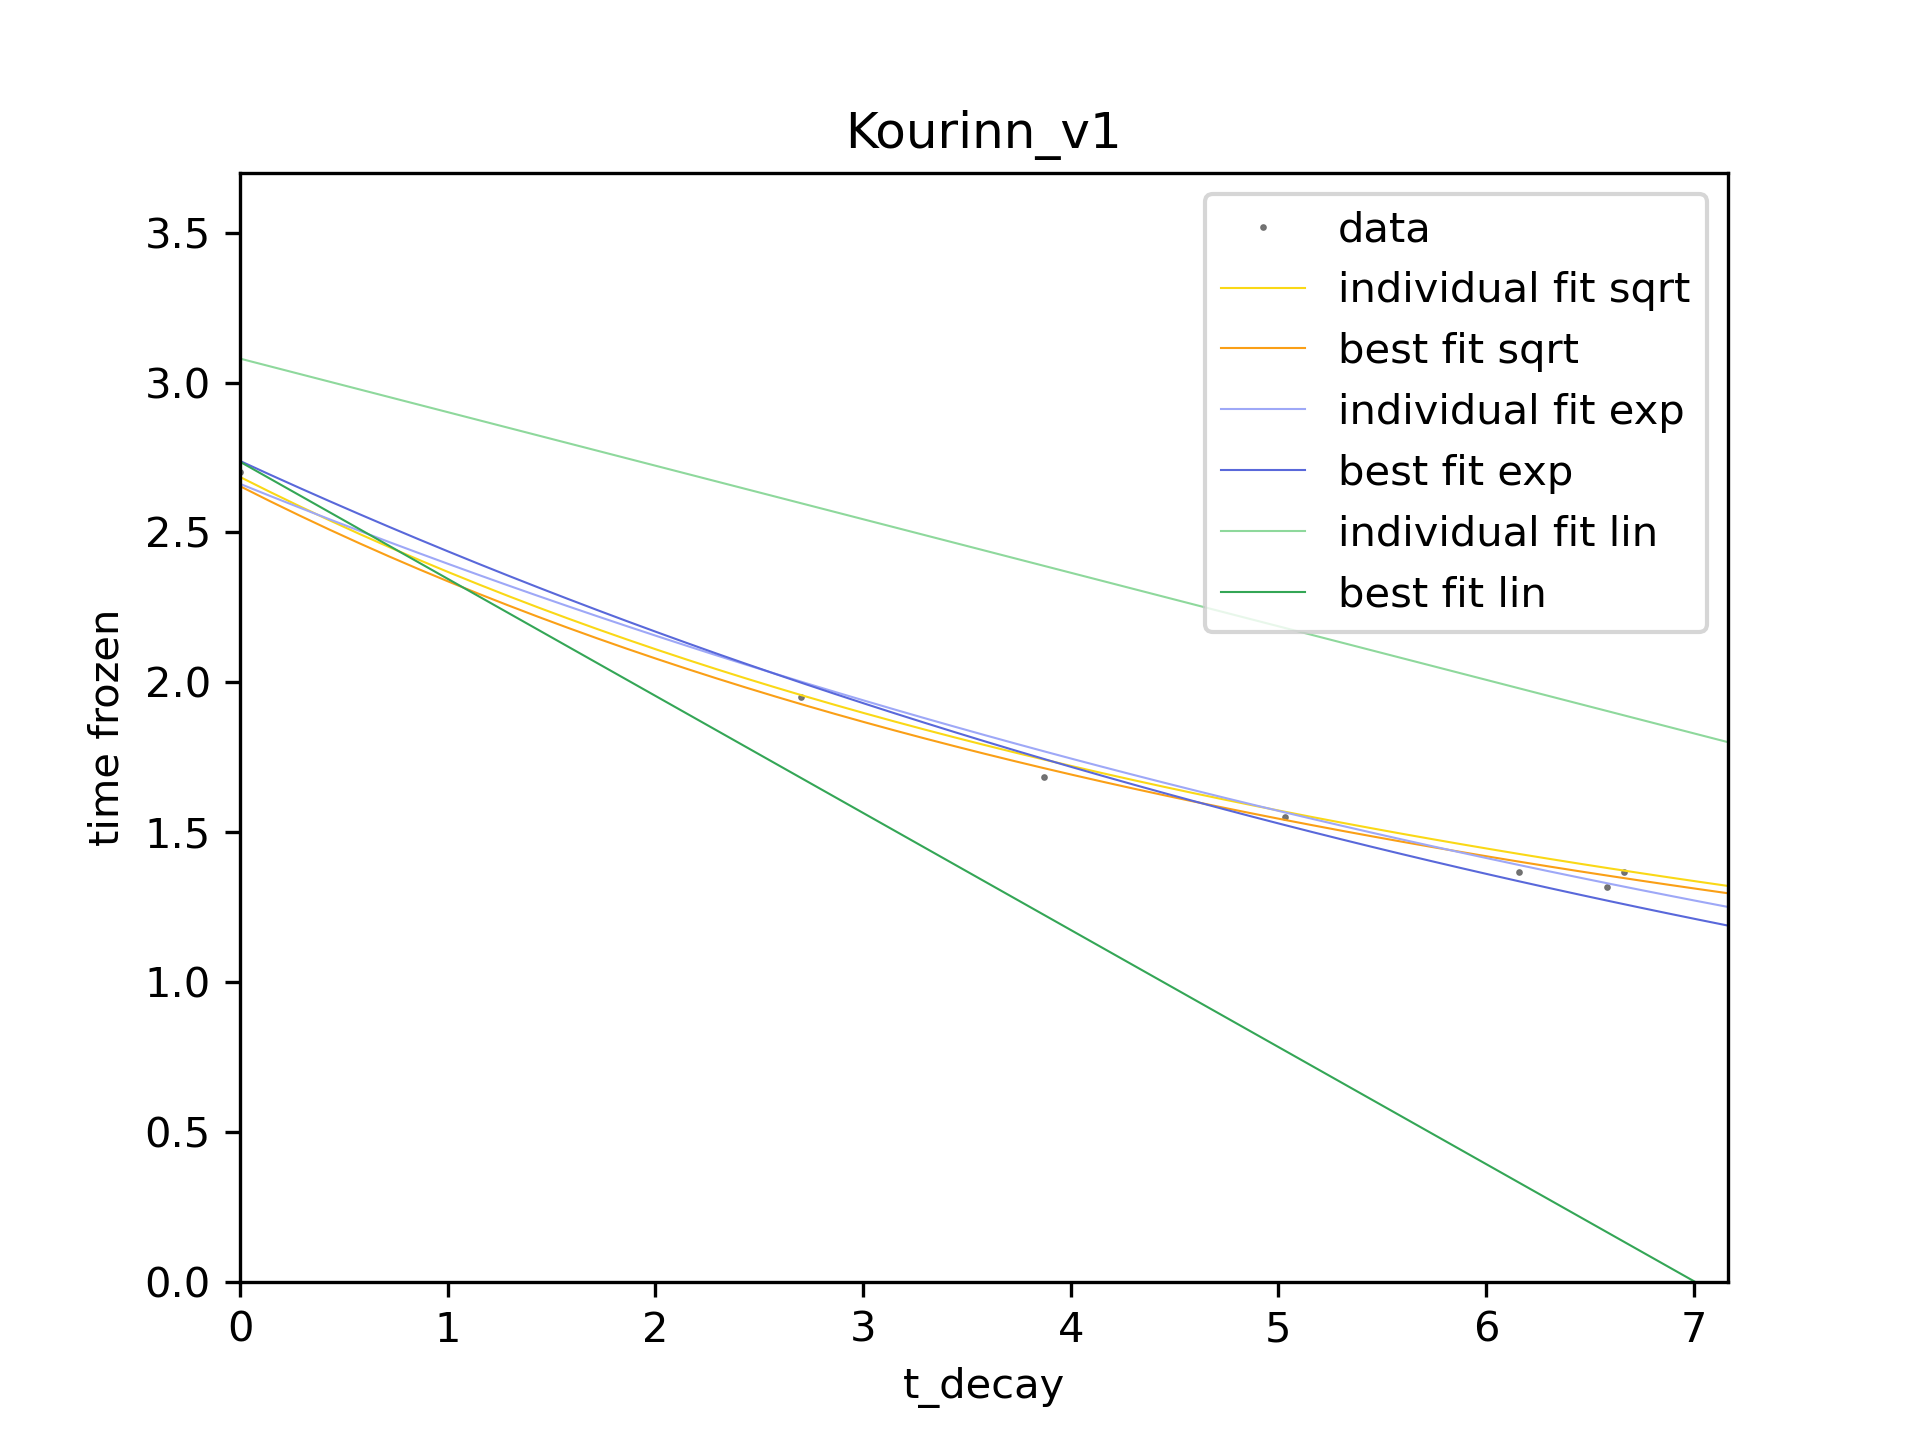 Kourinn_v1
data
individual fit sqrt
best fit sqrt
individual fit exp
best fit exp
individual fit lin
best fit lin
time frozen
3.5
3.0
2.5
2.0
1.5
1.0
0.5
0.0
0 1 2 3 4 5 6 7
t_decay